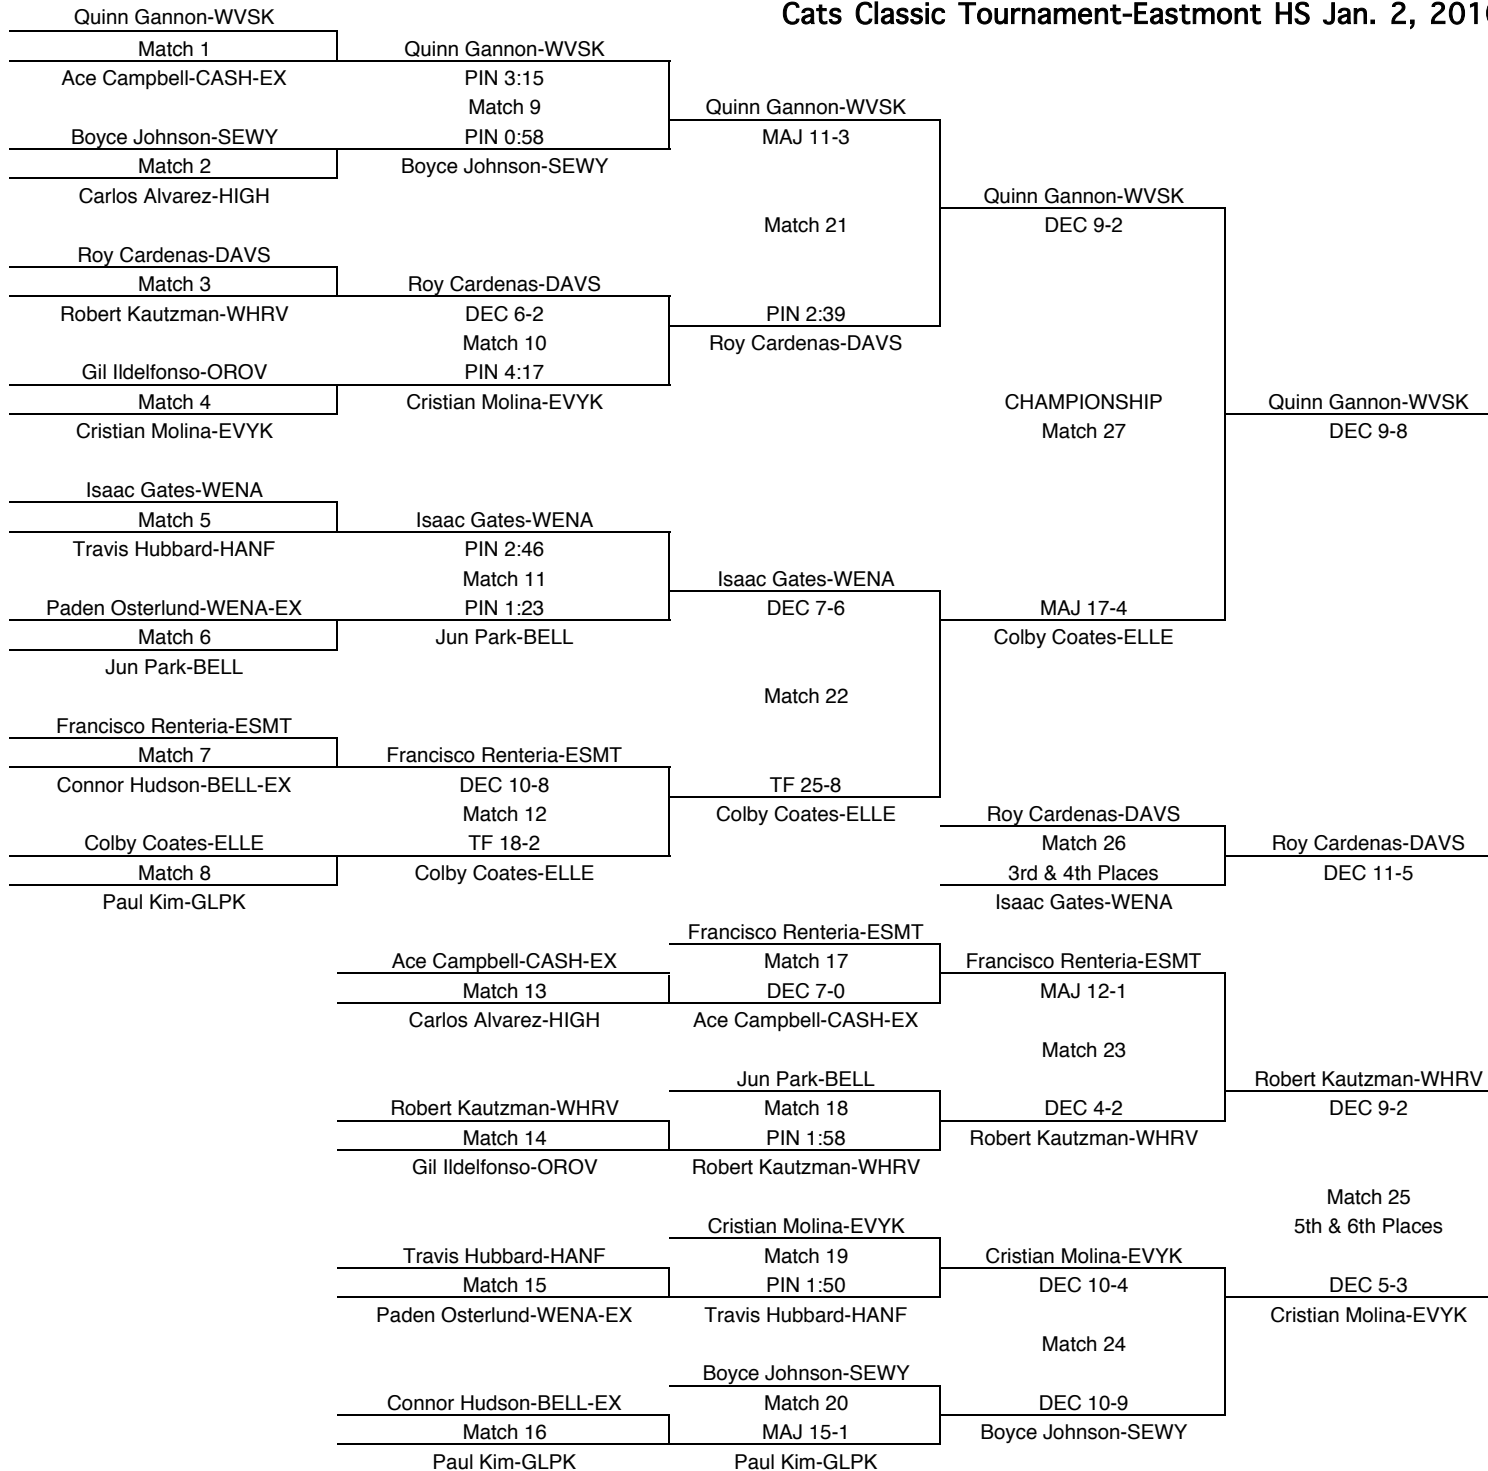 Cats Classic Tournament-Eastmont HS Jan. 2, 201
Quinn Gannon-WVSK
Match 1
Ace Campbell-CASH-EX
Boyce Johnson-SEWY
Match 2
Carlos Alvarez-HIGH
Roy Cardenas-DAVS
Match 3
Robert Kautzman-WHRV
Gil Ildelfonso-OROV
Match 4
Cristian Molina-EVYK
Isaac Gates-WENA
Match 5
Travis Hubbard-HANF
Paden Osterlund-WENA-EX
Match 6
Jun Park-BELL
Francisco Renteria-ESMT
Match 7
Connor Hudson-BELL-EX
Colby Coates-ELLE
Match 8
Paul Kim-GLPK
Quinn Gannon-WVSK
PIN 3:15
Match 9
PIN 0:58
Boyce Johnson-SEWY
Roy Cardenas-DAVS
DEC 6-2
Match 10
PIN 4:17
Cristian Molina-EVYK
Isaac Gates-WENA
PIN 2:46
Match 11
PIN 1:23
Jun Park-BELL
Francisco Renteria-ESMT
DEC 10-8
Match 12
TF 18-2
Colby Coates-ELLE
Quinn Gannon-WVSK
MAJ 11-3
Match 21
PIN 2:39
Roy Cardenas-DAVS
Isaac Gates-WENA
DEC 7-6
Match 22
TF 25-8
Colby Coates-ELLE
Quinn Gannon-WVSK
DEC 9-2
CHAMPIONSHIP
Match 27
MAJ 17-4
Colby Coates-ELLE
Quinn Gannon-WVSK
DEC 9-8
Roy Cardenas-DAVS
Match 26
3rd & 4th Places
Isaac Gates-WENA
Roy Cardenas-DAVS
DEC 11-5
Ace Campbell-CASH-EX
Match 13
Carlos Alvarez-HIGH
Robert Kautzman-WHRV
Match 14
Gil Ildelfonso-OROV
Travis Hubbard-HANF
Match 15
Paden Osterlund-WENA-EX
Connor Hudson-BELL-EX
Match 16
Paul Kim-GLPK
Francisco Renteria-ESMT
Match 17
DEC 7-0
Ace Campbell-CASH-EX
Jun Park-BELL
Match 18
PIN 1:58
Robert Kautzman-WHRV
Cristian Molina-EVYK
Match 19
PIN 1:50
Travis Hubbard-HANF
Boyce Johnson-SEWY
Match 20
MAJ 15-1
Paul Kim-GLPK
Francisco Renteria-ESMT
MAJ 12-1
Match 23
DEC 4-2
Robert Kautzman-WHRV
Cristian Molina-EVYK
DEC 10-4
Match 24
DEC 10-9
Boyce Johnson-SEWY
Robert Kautzman-WHRV
DEC 9-2
Match 25
5th & 6th Places
DEC 5-3
Cristian Molina-EVYK